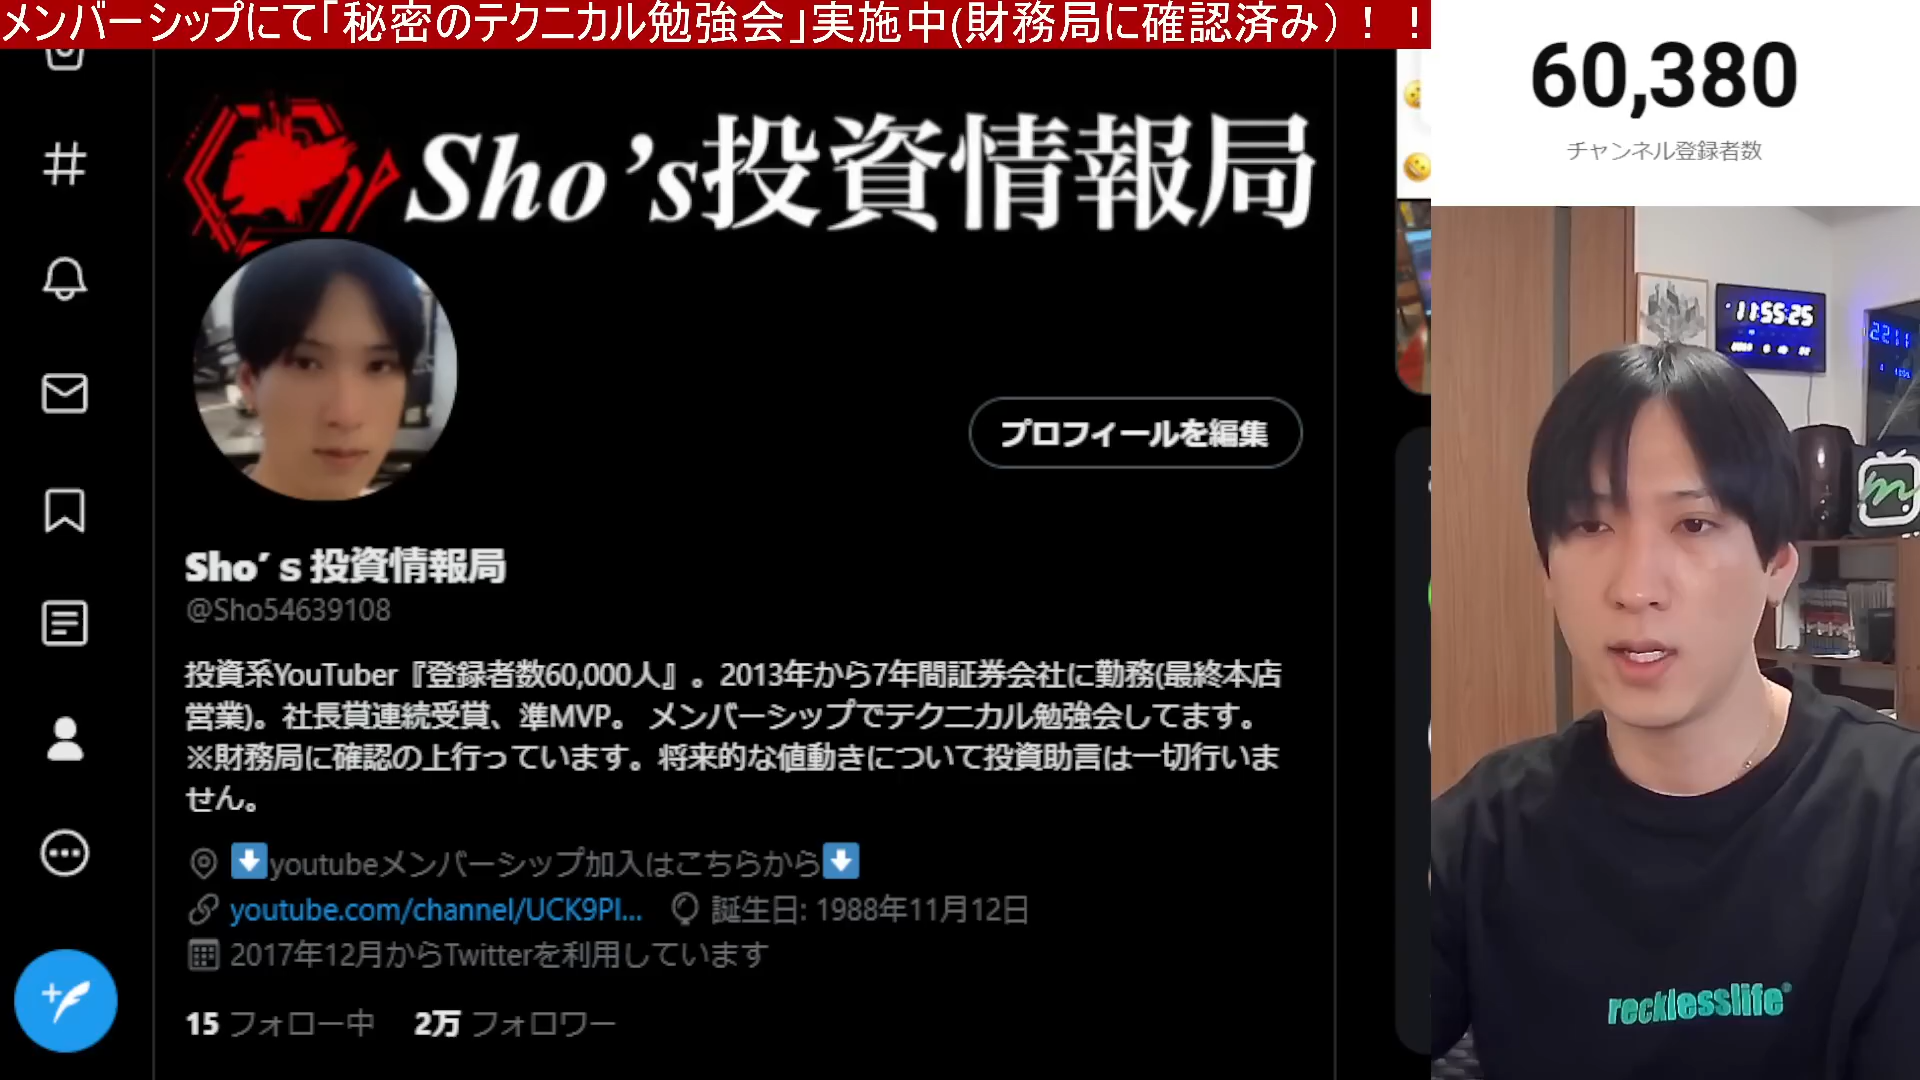 メンバーシップにて「秘密のテクニカル勉強会」実施中(財務局に確認済み)！！
60,380
チャンネル登録者数
Sho's投資情報局
11:55:25
プロフィールを編集
Sho′ｓ投資情報局
@Sho54639108
投資系YouTuber『登録者数60,000人』。2013年から7年間証券会社に勤務(最終本店
営業)。社長賞連続受賞、準MVP。 メンバーシップでテクニカル勉強会してます。
※財務局に確認の上行っています。将来的な値動きについて投資助言は一切行いま
せん。
⬇youtubeメンバーシップ加入はこちらから⬇
youtube.com/channel/UCK9PI... 誕生日: 1988年11月12日
2017年12月からTwitterを利用しています
15 フォロー中 2万 フォロワー
recklesslife®